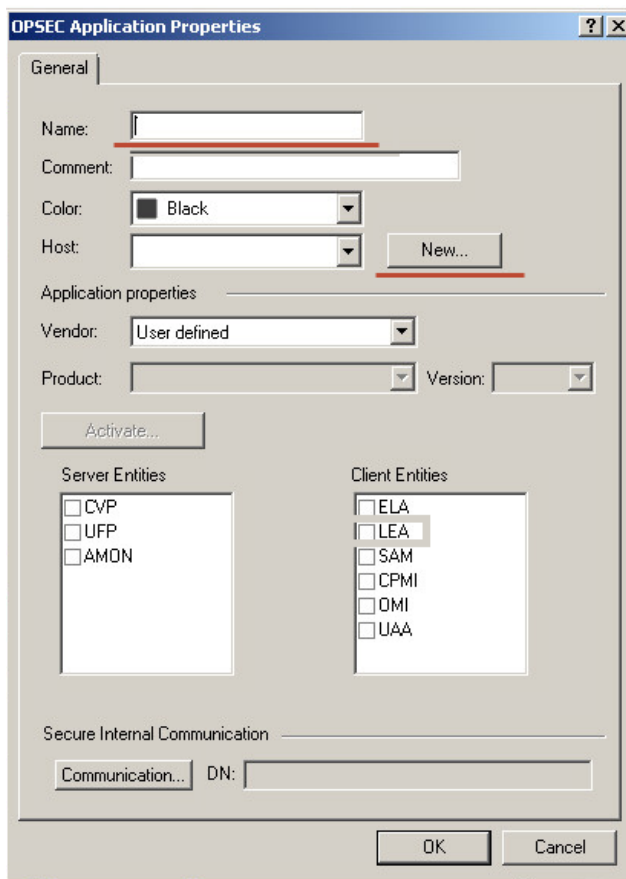 OPSEC Application Properties
General
Name:
Comment:
Color: Black
Host: New...
Application properties
Vendor: User defined
Product: Version:
Activate...
Server Entities Client Entities
CVP ELA
UFP LEA
AMON SAM
CPMI
OMI
UAA
Secure Internal Communication
Communication... DN:
OK Cancel